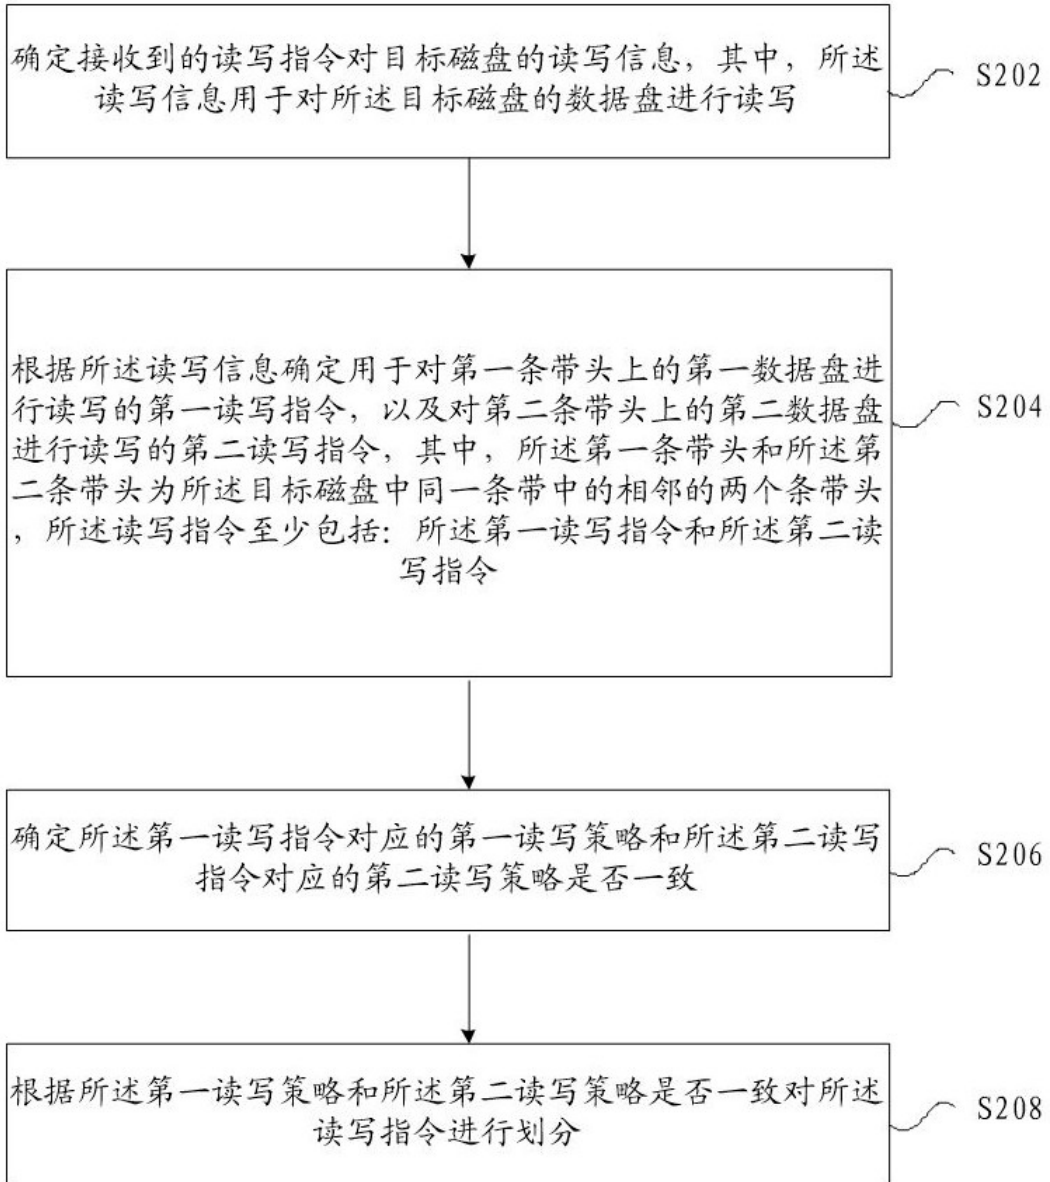 确定接收到的读写指令对目标磁盘的读写信息，其中，所述
读写信息用于对所述目标磁盘的数据盘进行读写
S202
根据所述读写信息确定用于对第一条带头上的第一数据盘进
行读写的第一读写指令，以及对第二条带头上的第二数据盘
进行读写的第二读写指令，其中，所述第一条带头和所述第
二条带头为所述目标磁盘中同一条带中的相邻的两个条带头
，所述读写指令至少包括：所述第一读写指令和所述第二读
写指令
S204
确定所述第一读写指令对应的第一读写策略和所述第二读写
指令对应的第二读写策略是否一致
S206
根据所述第一读写策略和所述第二读写策略是否一致对所述
读写指令进行划分
S208